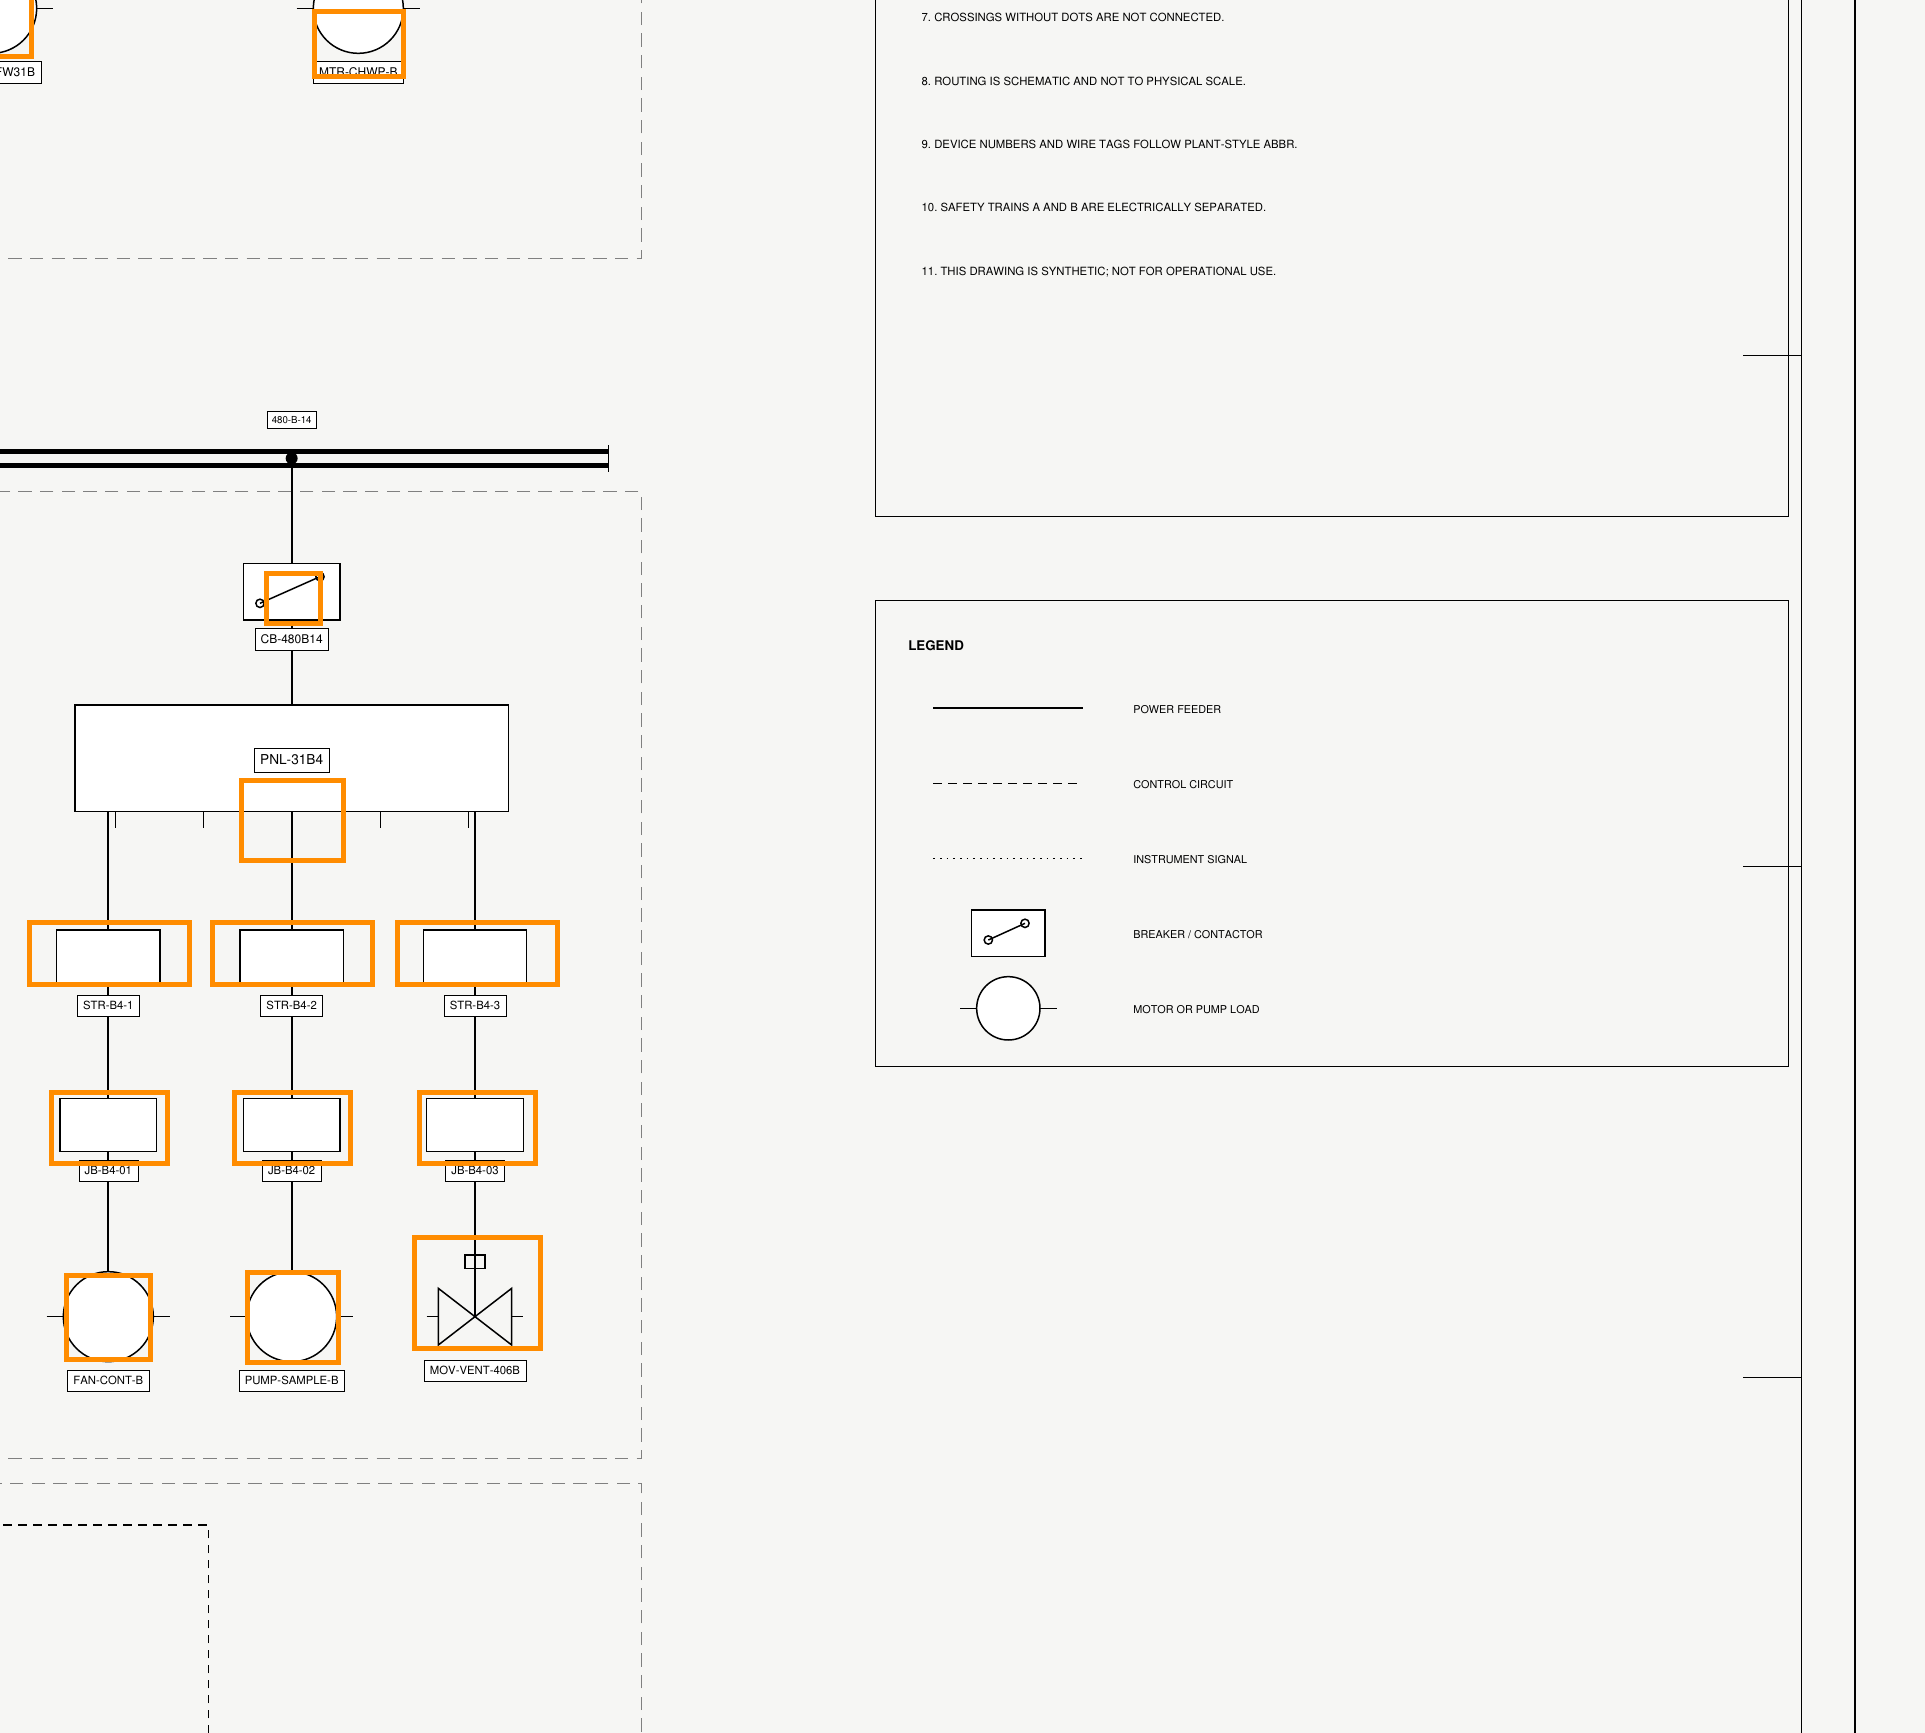 FW31B
MTR-CHWP-B
7. CROSSINGS WITHOUT DOTS ARE NOT CONNECTED.
8. ROUTING IS SCHEMATIC AND NOT TO PHYSICAL SCALE.
9. DEVICE NUMBERS AND WIRE TAGS FOLLOW PLANT-STYLE ABBR.
10. SAFETY TRAINS A AND B ARE ELECTRICALLY SEPARATED.
11. THIS DRAWING IS SYNTHETIC; NOT FOR OPERATIONAL USE.
480-B-14
CB-480B14
PNL-31B4
STR-B4-1
STR-B4-2
STR-B4-3
JB-B4-01
JB-B4-02
JB-B4-03
FAN-CONT-B
PUMP-SAMPLE-B
MOV-VENT-406B
LEGEND
POWER FEEDER
CONTROL CIRCUIT
INSTRUMENT SIGNAL
BREAKER / CONTACTOR
MOTOR OR PUMP LOAD